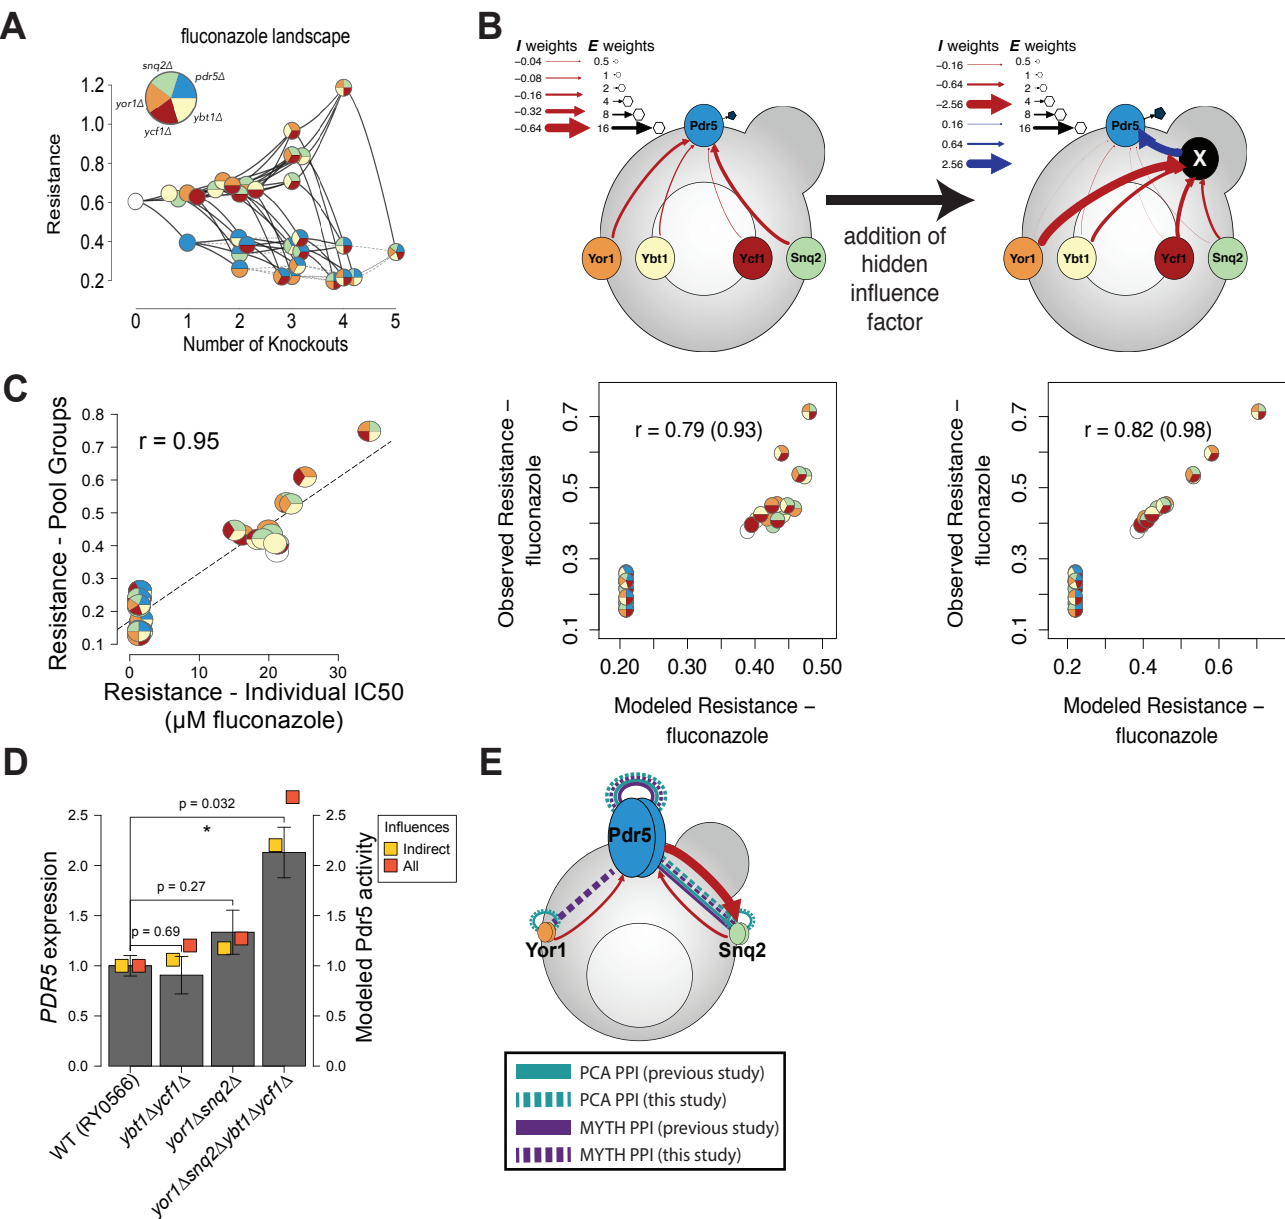 A
fluconazole landscape
snq2Δ
pdr5Δ
yor1Δ
ycf1Δ
ybt1Δ
Resistance
1.2
1.0
0.8
0.6
0.4
0.2
0 1 2 3 4 5
Number of Knockouts
B
I weights E weights
−0.04 0.5
−0.08 1
−0.16 2
−0.32 4
−0.64 8
16
Pdr5
Yor1 Ybt1 Ycf1 Snq2
addition of
hidden
influence
factor
I weights E weights
−0.16 0.5
−0.64 1
−2.56 2
0.16 4
0.64 8
2.56 16
Pdr5
X
Yor1 Ybt1 Ycf1 Snq2
Observed Resistance –
fluconazole
0.7
0.5
0.3
0.1
r = 0.79 (0.93)
0.20 0.30 0.40 0.50
Modeled Resistance –
fluconazole
Observed Resistance –
fluconazole
0.7
0.5
0.3
0.1
r = 0.82 (0.98)
0.2 0.4 0.6
Modeled Resistance –
fluconazole
C
Resistance - Pool Groups
0.8
0.7
0.6
0.5
0.4
0.3
0.2
0.1
r = 0.95
0 10 20 30
Resistance - Individual IC50
(µM fluconazole)
D
PDR5 expression
2.5
2.0
1.5
1.0
0.5
0.0
p = 0.032
*
p = 0.27
p = 0.69
2.5
2.0
1.5
1.0
0.5
0.0
Modeled Pdr5 activity
Influences
Indirect
All
WT (RY0566)
ybt1Δycf1Δ
yor1Δsnq2Δ
yor1Δsnq2Δybt1Δycf1Δ
E
Pdr5
Yor1
Snq2
PCA PPI (previous study)
PCA PPI (this study)
MYTH PPI (previous study)
MYTH PPI (this study)